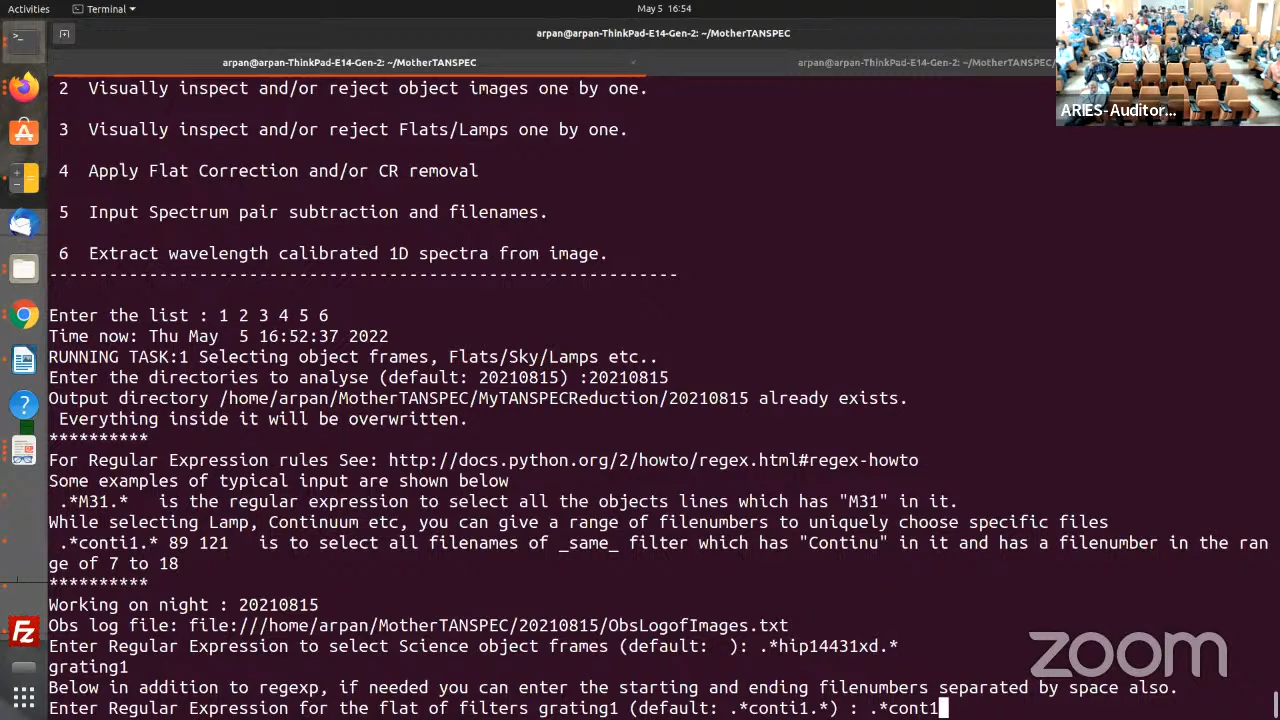 Activities
Terminal
May 5 16:54
arpan@arpan-ThinkPad-E14-Gen-2: ~/MotherTANSPEC
arpan@arpan-ThinkPad-E14-Gen-2: ~/MotherTANSPEC
arpan@arpan-ThinkPad-E14-Gen-2: ~/MotherTANSPEC/
ARIES-Auditor...
2 Visually inspect and/or reject object images one by one.
3 Visually inspect and/or reject Flats/Lamps one by one.
4 Apply Flat Correction and/or CR removal
5 Input Spectrum pair subtraction and filenames.
6 Extract wavelength calibrated 1D spectra from image.
---------------------------------------------------------------
Enter the list : 1 2 3 4 5 6
Time now: Thu May  5 16:52:37 2022
RUNNING TASK:1 Selecting object frames, Flats/Sky/Lamps etc..
Enter the directories to analyse (default: 20210815) :20210815
Output directory /home/arpan/MotherTANSPEC/MyTANSPECReduction/20210815 already exists.
Everything inside it will be overwritten.
**********
For Regular Expression rules See: http://docs.python.org/2/howto/regex.html#regex-howto
Some examples of typical input are shown below
.*M31.*   is the regular expression to select all the objects lines which has "M31" in it.
While selecting Lamp, Continuum etc, you can give a range of filenumbers to uniquely choose specific files
.*conti1.* 89 121   is to select all filenames of _same_ filter which has "Continu" in it and has a filenumber in the ran
ge of 7 to 18
**********
Working on night : 20210815
Obs log file: file:///home/arpan/MotherTANSPEC/20210815/ObsLogofImages.txt
Enter Regular Expression to select Science object frames (default:  ): .*hip14431xd.*
grating1
Below in addition to regexp, if needed you can enter the starting and ending filenumbers separated by space also.
Enter Regular Expression for the flat of filters grating1 (default: .*conti1.*) : .*cont1
zoom